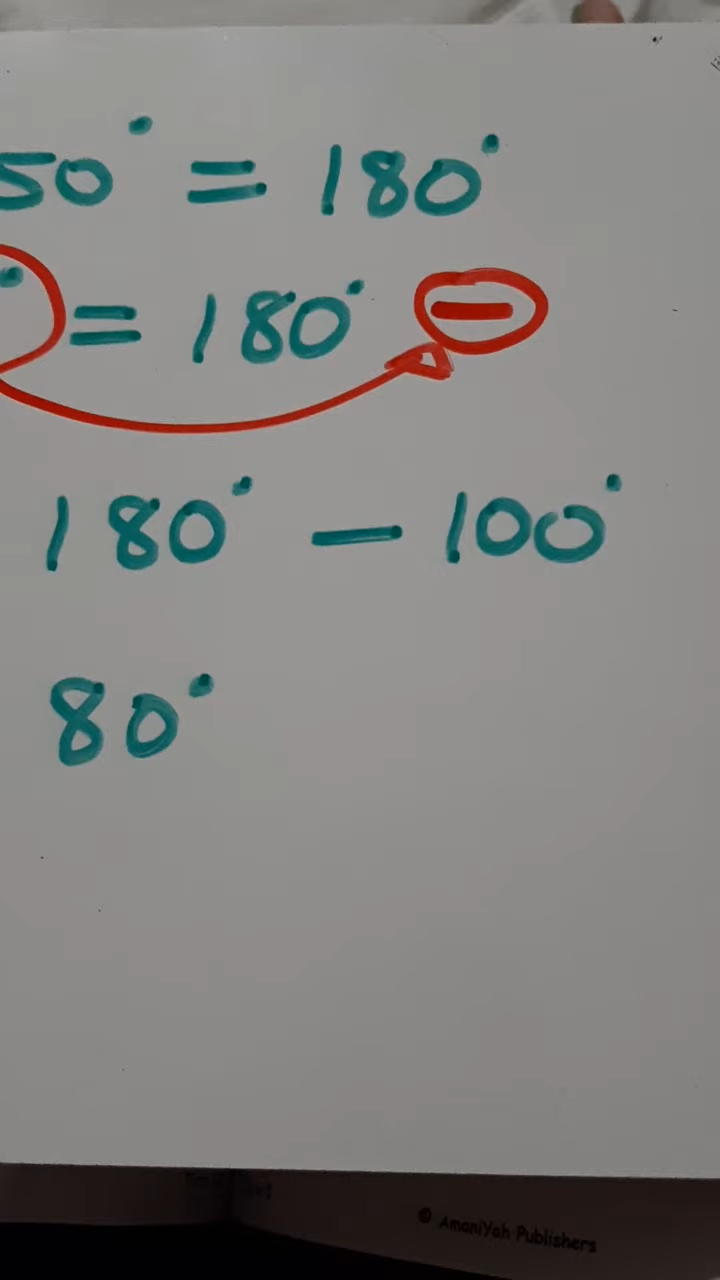 50° = 180°
° = 180° −
180° − 100°
80°
© AmaniYah Publishers